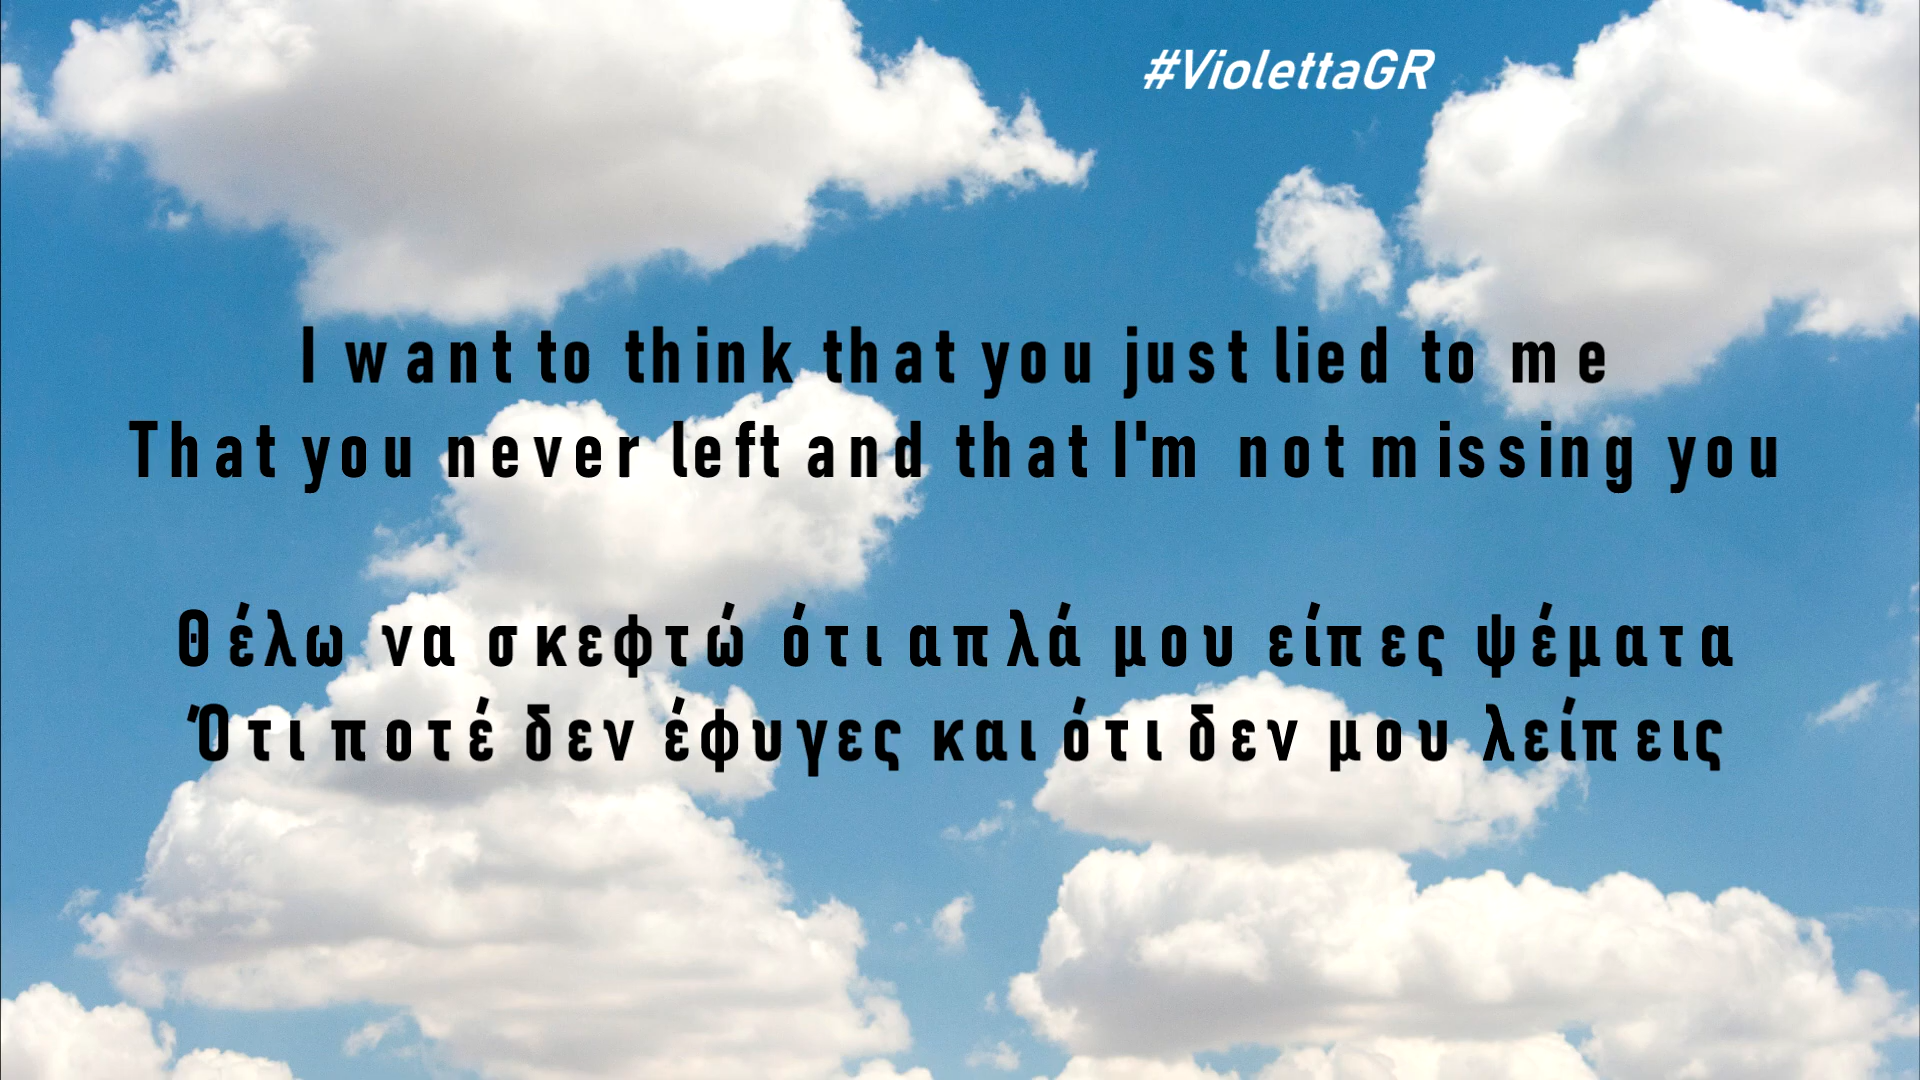 #ViolettaGR
I want to think that you just lied to me
That you never left and that I'm not missing you
Θέλω να σκεφτώ ότι απλά μου είπες ψέματα
Ότι ποτέ δεν έφυγες και ότι δεν μου λείπεις